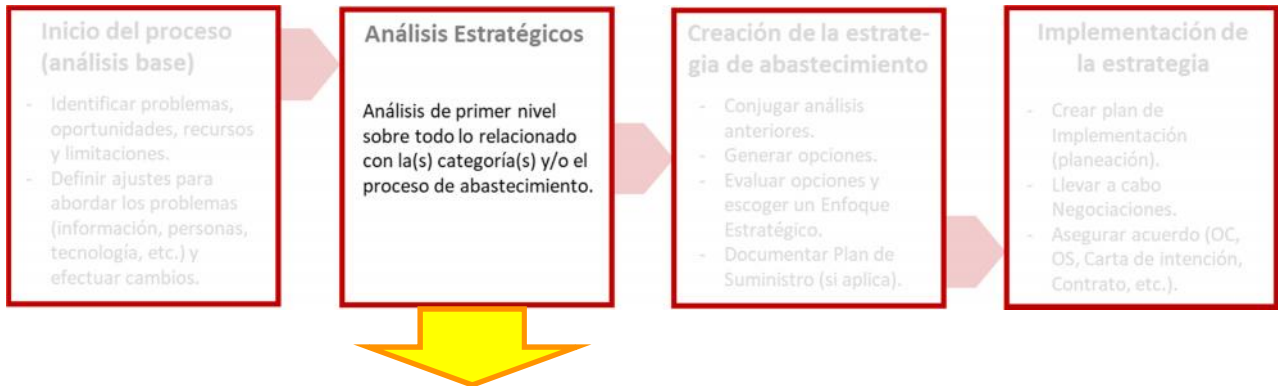 Inicio del proceso
(análisis base)
- Identificar problemas,
oportunidades, recursos
y limitaciones.
- Definir ajustes para
abordar los problemas
(información, personas,
tecnología, etc.) y
efectuar cambios.
Análisis Estratégicos
Análisis de primer nivel
sobre todo lo relacionado
con la(s) categoría(s) y/o el
proceso de abastecimiento.
Creación de la estrate-
gia de abastecimiento
- Conjugar análisis
anteriores.
- Generar opciones.
- Evaluar opciones y
escoger un Enfoque
Estratégico.
- Documentar Plan de
Suministro (si aplica).
Implementación de
la estrategia
- Crear plan de
Implementación
(planeación).
- Llevar a cabo
Negociaciones.
- Asegurar acuerdo (OC,
OS, Carta de intención,
Contrato, etc.).